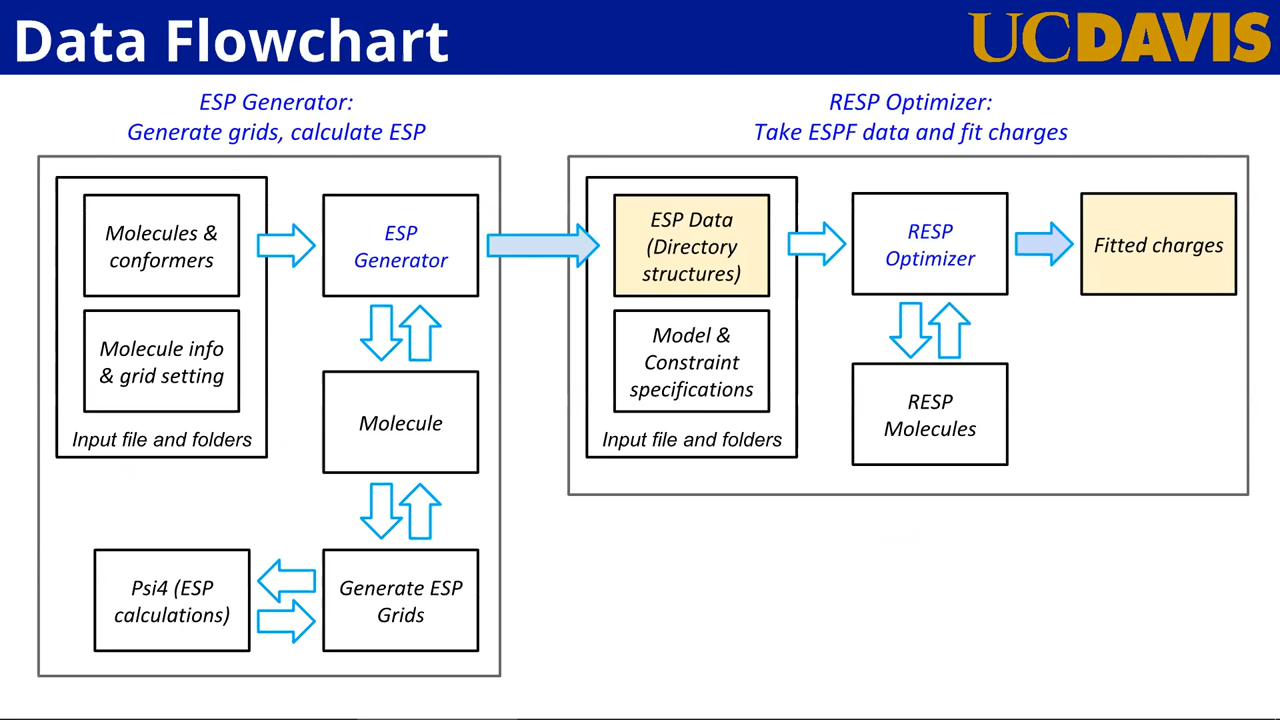 Data Flowchart
UCDAVIS
ESP Generator:
Generate grids, calculate ESP
Molecules &
conformers
Molecule info
& grid setting
Input file and folders
ESP
Generator
Molecule
Generate ESP
Grids
Psi4 (ESP
calculations)
RESP Optimizer:
Take ESPF data and fit charges
ESP Data
(Directory
structures)
Model &
Constraint
specifications
Input file and folders
RESP
Optimizer
RESP
Molecules
Fitted charges